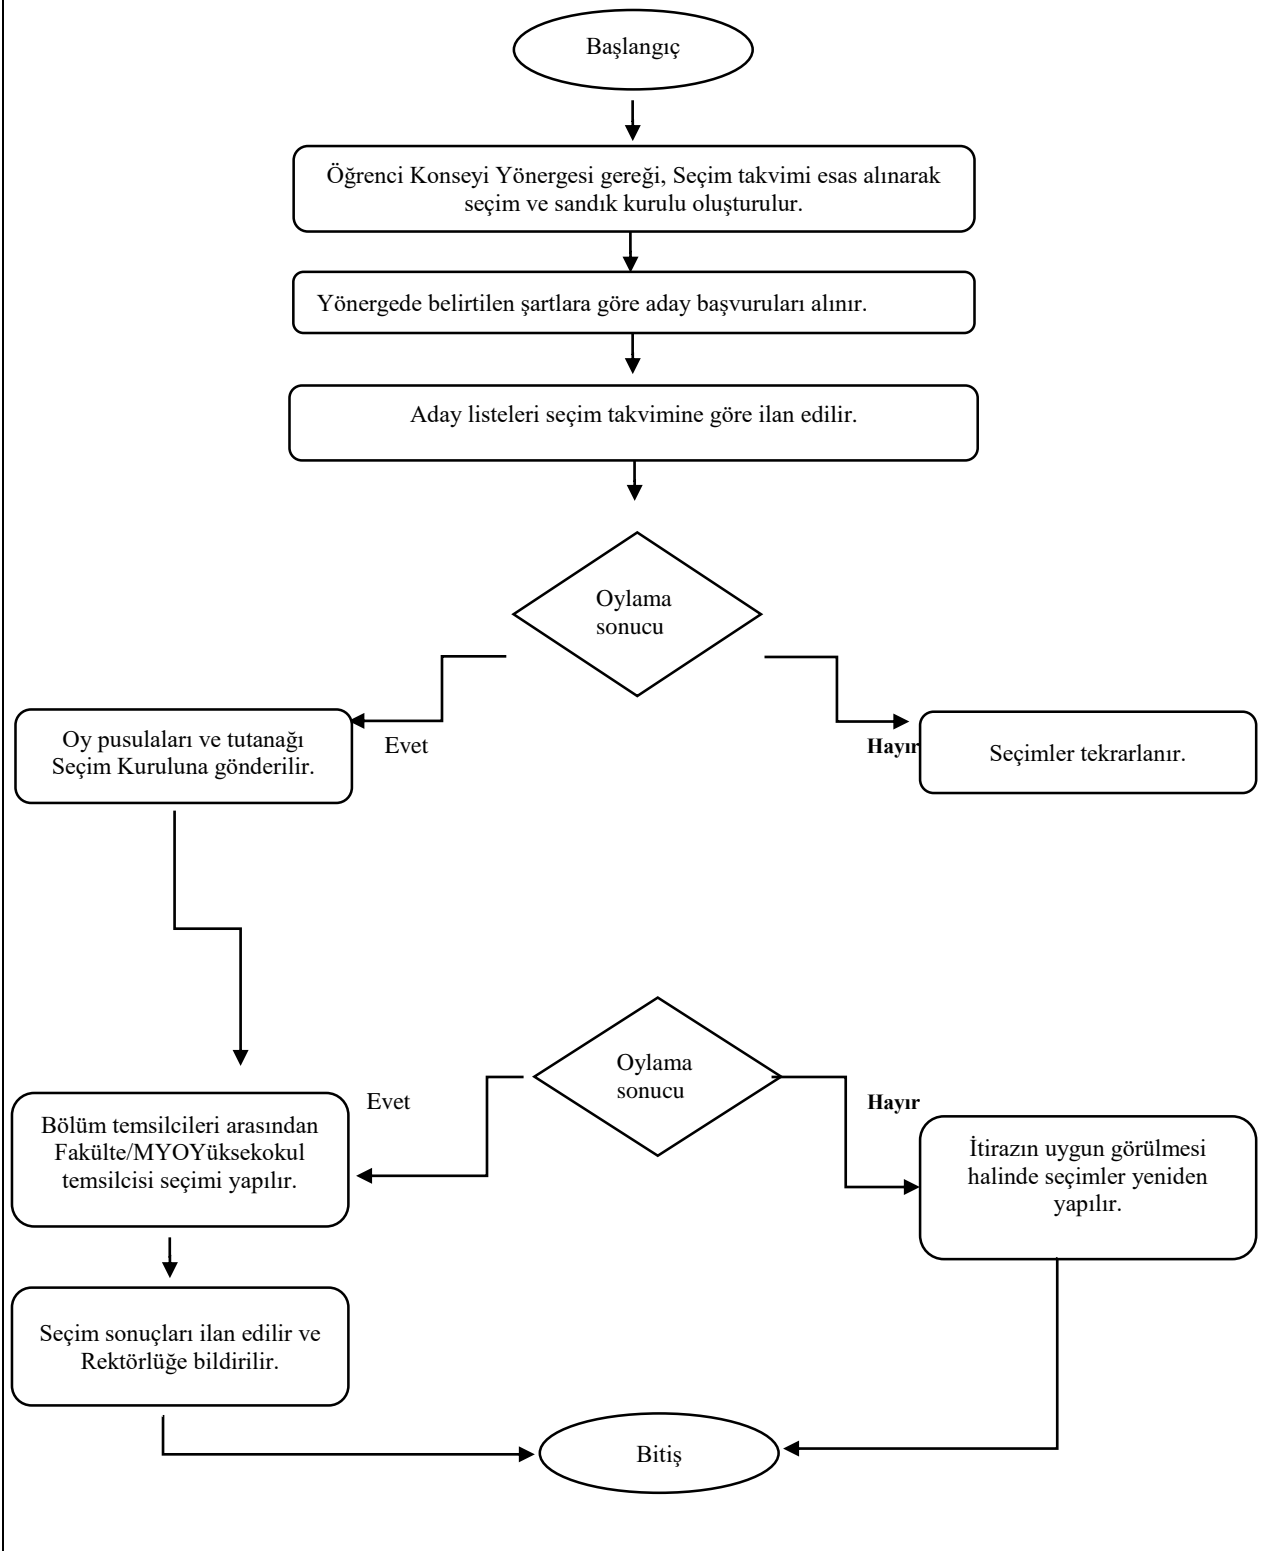 Başlangıç
Öğrenci Konseyi Yönergesi gereği, Seçim takvimi esas alınarak
seçim ve sandık kurulu oluşturulur.
Yönergede belirtilen şartlara göre aday başvuruları alınır.
Aday listeleri seçim takvimine göre ilan edilir.
Oylama
sonucu
Oy pusulaları ve tutanağı
Seçim Kuruluna gönderilir.
Evet
Hayır
Seçimler tekrarlanır.
Oylama
sonucu
Evet
Hayır
Bölüm temsilcileri arasından
Fakülte/MYOYüksekokul
temsilcisi seçimi yapılır.
İtirazın uygun görülmesi
halinde seçimler yeniden
yapılır.
Seçim sonuçları ilan edilir ve
Rektörlüğe bildirilir.
Bitiş